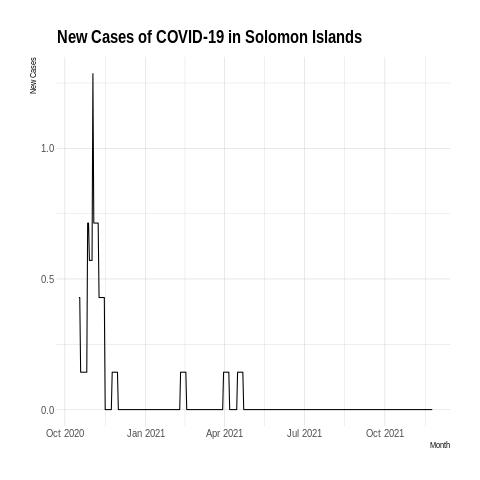 New Cases of COVID-19 in Solomon Islands
New Cases
1.0
0.5
0.0
Oct 2020 Jan 2021 Apr 2021 Jul 2021 Oct 2021
Month